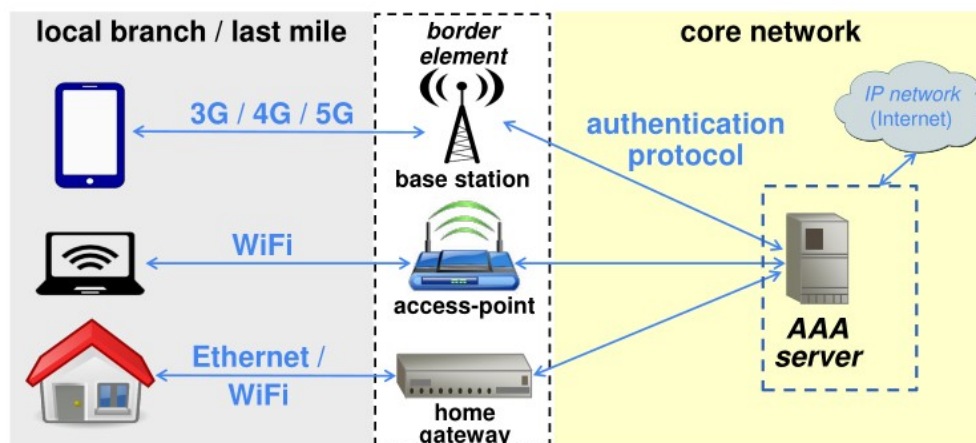 local branch / last mile
border
element
core network
3G / 4G / 5G
base station
authentication
protocol
IP network
(Internet)
WiFi
access-point
AAA
server
Ethernet /
WiFi
home
gateway